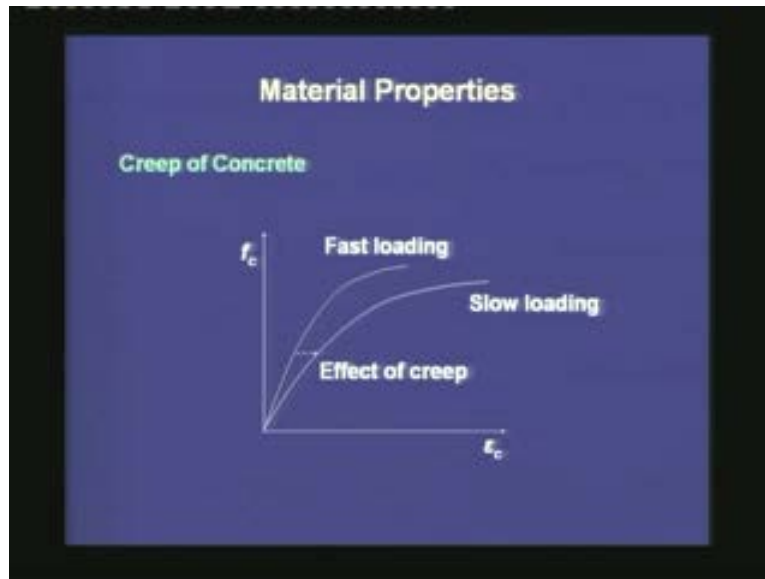 Material Properties
Creep of Concrete
fc
Fast loading
Slow loading
Effect of creep
εc